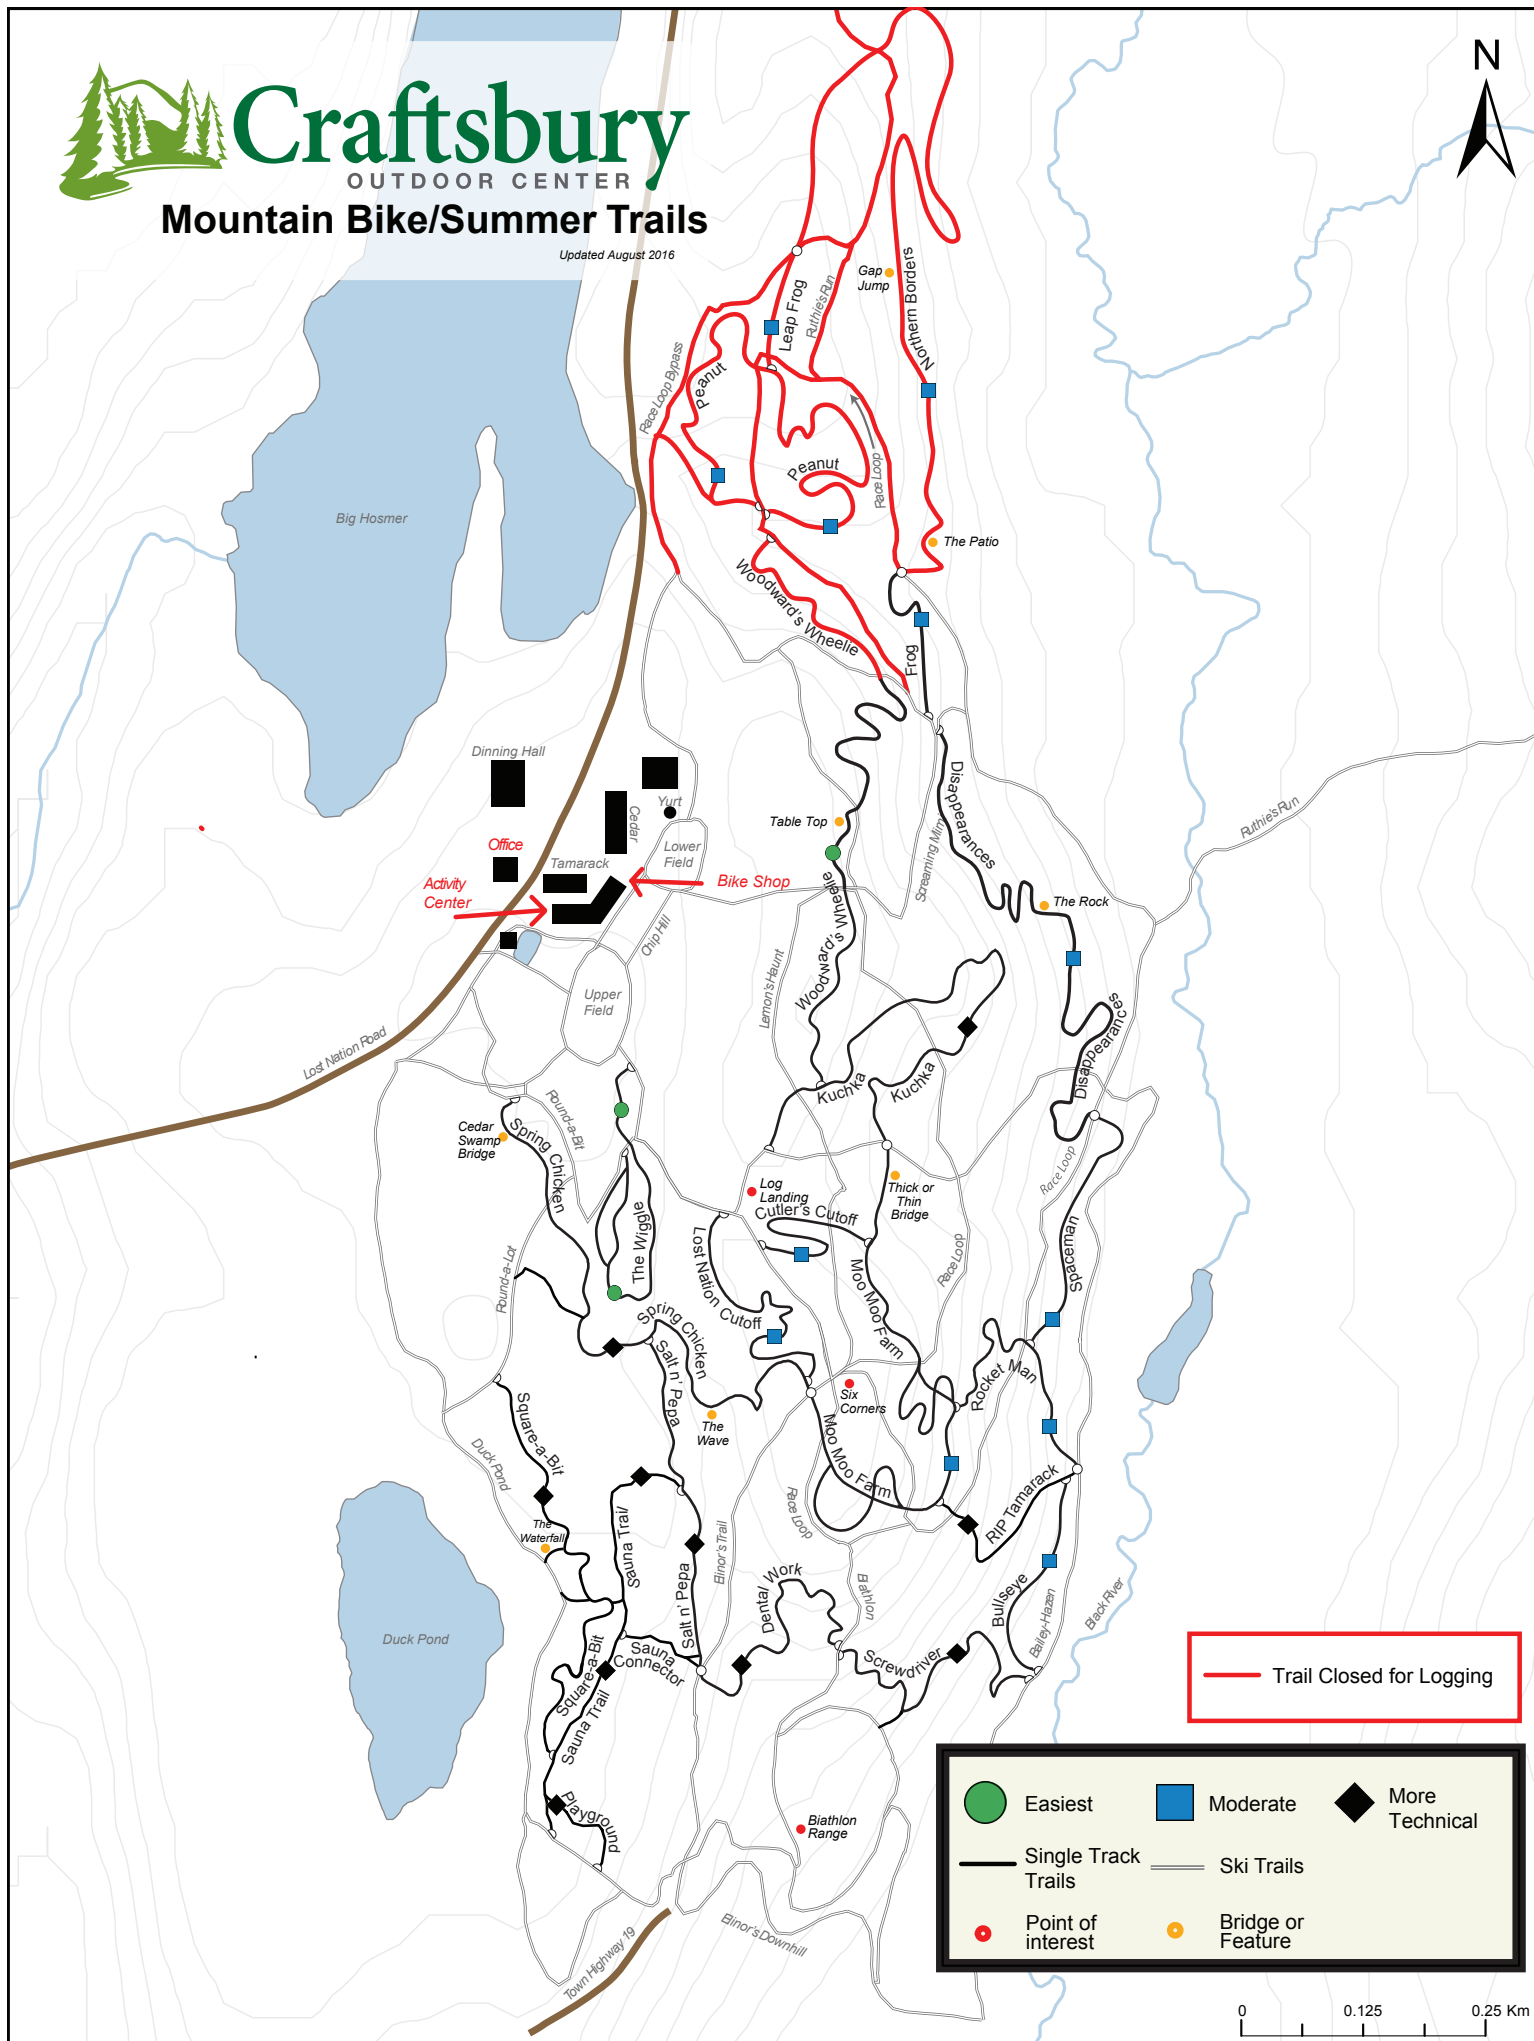 Craftsbury
OUTDOOR CENTER
Mountain Bike/Summer Trails
Updated August 2016
N
Gap
Jump
Northern Borders
Leap Frog
Ruthie's Run
Race Loop Bypass
Peanut
Peanut
Race Loop
Big Hosmer
The Patio
Woodward's Wheelie
Frog
Dinning Hall
Yurt
Cedar
Table Top
Disappearances
Screaming Mimi
Ruthie's Run
Office
Tamarack
Lower
Field
Activity
Center
Bike Shop
The Rock
Woodward's Wheelie
Chip Hill
Lemon's Haunt
Upper
Field
Lost Nation Road
Disappearances
Kuchka
Kuchka
Cedar
Swamp
Bridge
Spring Chicken
Round-a-Bit
Race Loop
Log
Landing
Thick or
Thin
Bridge
Cutler's Cutoff
The Wiggle
Lost Nation Cutoff
Spaceman
Round-a-Lot
Race Loop
Moo Moo Farm
Spring Chicken
Salt n' Pepa
Rocket Man
Six
Corners
The
Wave
Square-a-Bit
Duck Pond
Moo Moo Farm
Race Loop
The
Waterfall
RIP Tamarack
Sauna Trail/
Elinor's Trail
Salt n' Pepa
Dental Work
Biathlon
Bullseye
Bailey-Hazen
Black River
Duck Pond
Sauna
Connector
Screwdriver
Square-a-Bit
Sauna Trail
Trail Closed for Logging
Playground
Biathlon
Range
Easiest
Moderate
More
Technical
Single Track
Trails
Ski Trails
Point of
interest
Bridge or
Feature
Elinor's Downhill
Town Highway 19
0 0.125 0.25 Km